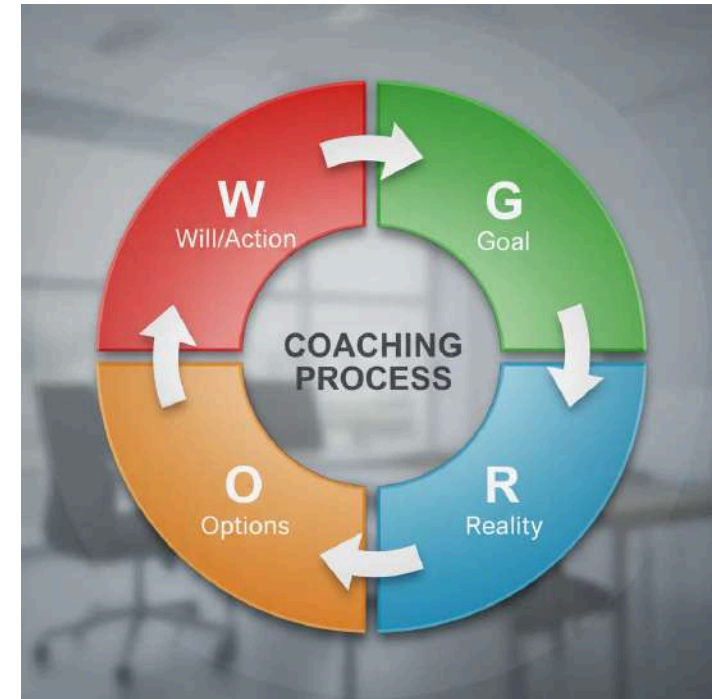 W
Will/Action
G
Goal
COACHING
PROCESS
O
Options
R
Reality